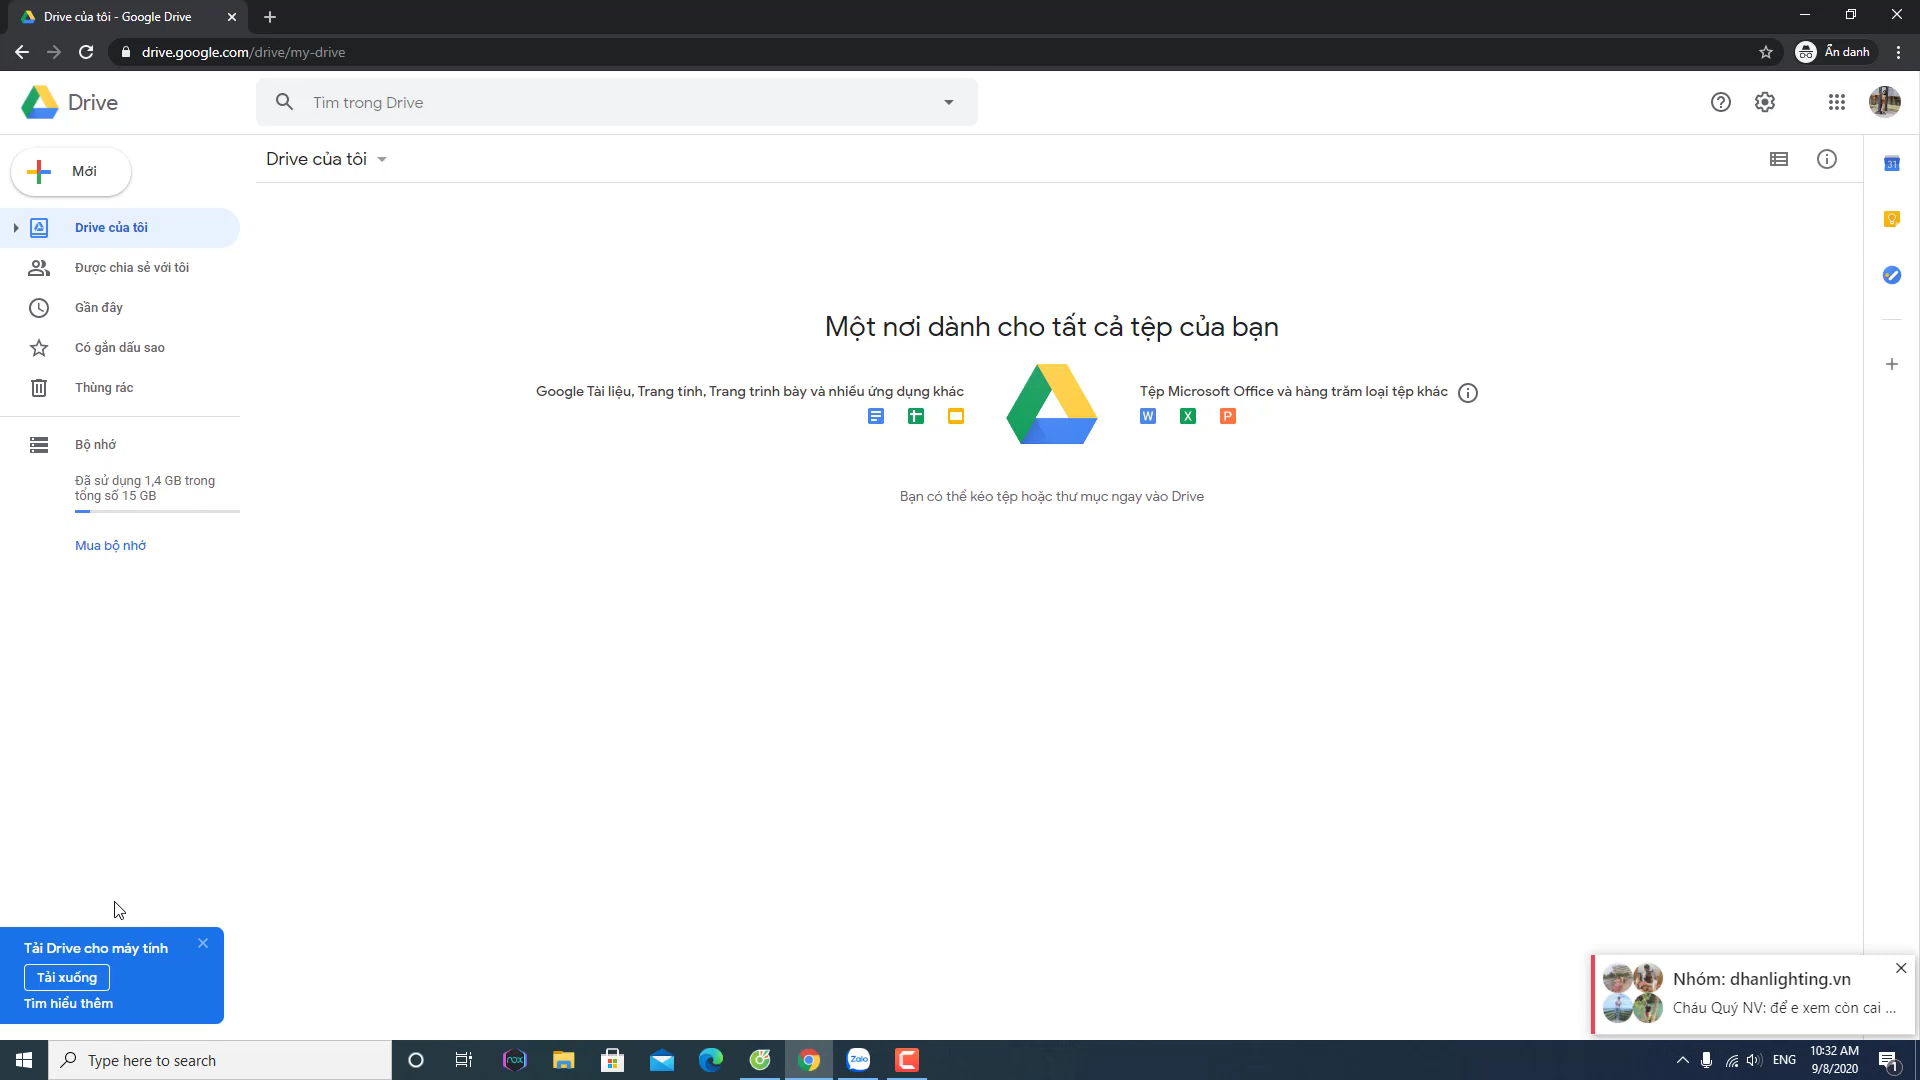 Drive của tôi - Google Drive
drive.google.com/drive/my-drive
Ẩn danh
Drive
Tìm trong Drive
Mới
Drive của tôi
Drive của tôi
Được chia sẻ với tôi
Gần đây
Có gắn dấu sao
Thùng rác
Bộ nhớ
Đã sử dụng 1,4 GB trong
tổng số 15 GB
Mua bộ nhớ
Một nơi dành cho tất cả tệp của bạn
Google Tài liệu, Trang tính, Trang trình bày và nhiều ứng dụng khác
Tệp Microsoft Office và hàng trăm loại tệp khác
W X P
Bạn có thể kéo tệp hoặc thư mục ngay vào Drive
31
Tải Drive cho máy tính
Tải xuống
Tìm hiểu thêm
Nhóm: dhanlighting.vn
Cháu Quý NV: để e xem còn cai ...
Type here to search
nox
Zalo
ENG
10:32 AM
9/8/2020
1